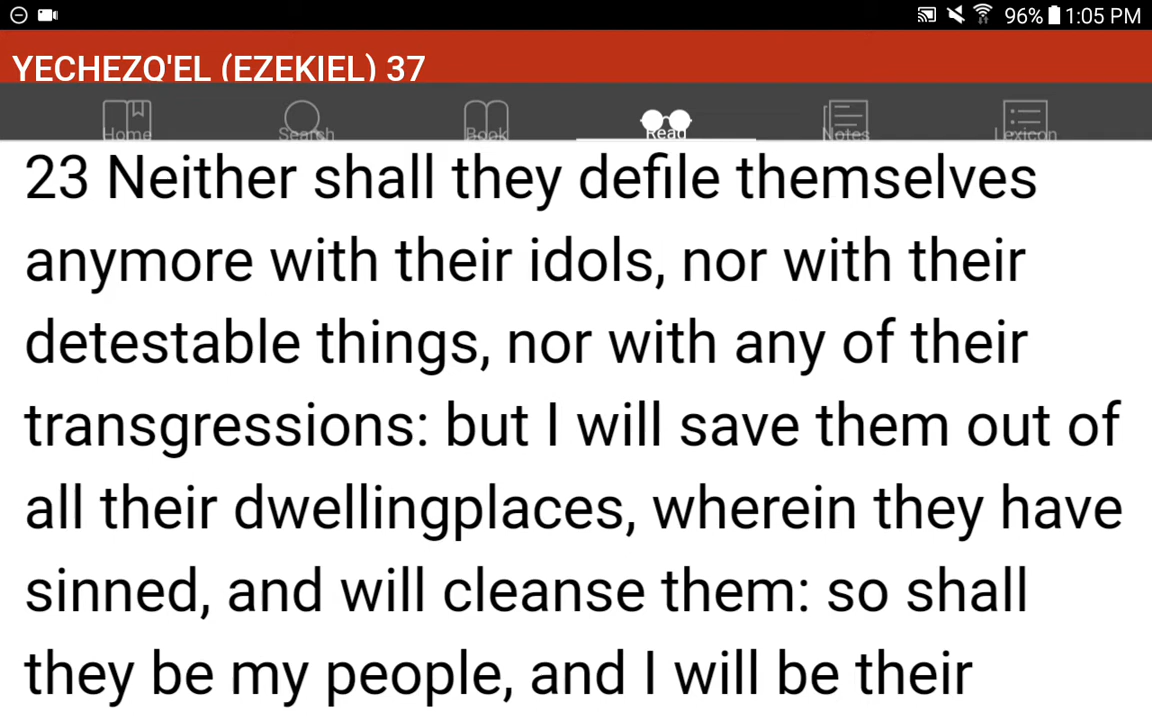 96% 1:05 PM
YECHEZQ'EL (EZEKIEL) 37
Home Search Book Read Notes Lexicon
23 Neither shall they defile themselves
anymore with their idols, nor with their
detestable things, nor with any of their
transgressions: but I will save them out of
all their dwellingplaces, wherein they have
sinned, and will cleanse them: so shall
they be my people, and I will be their